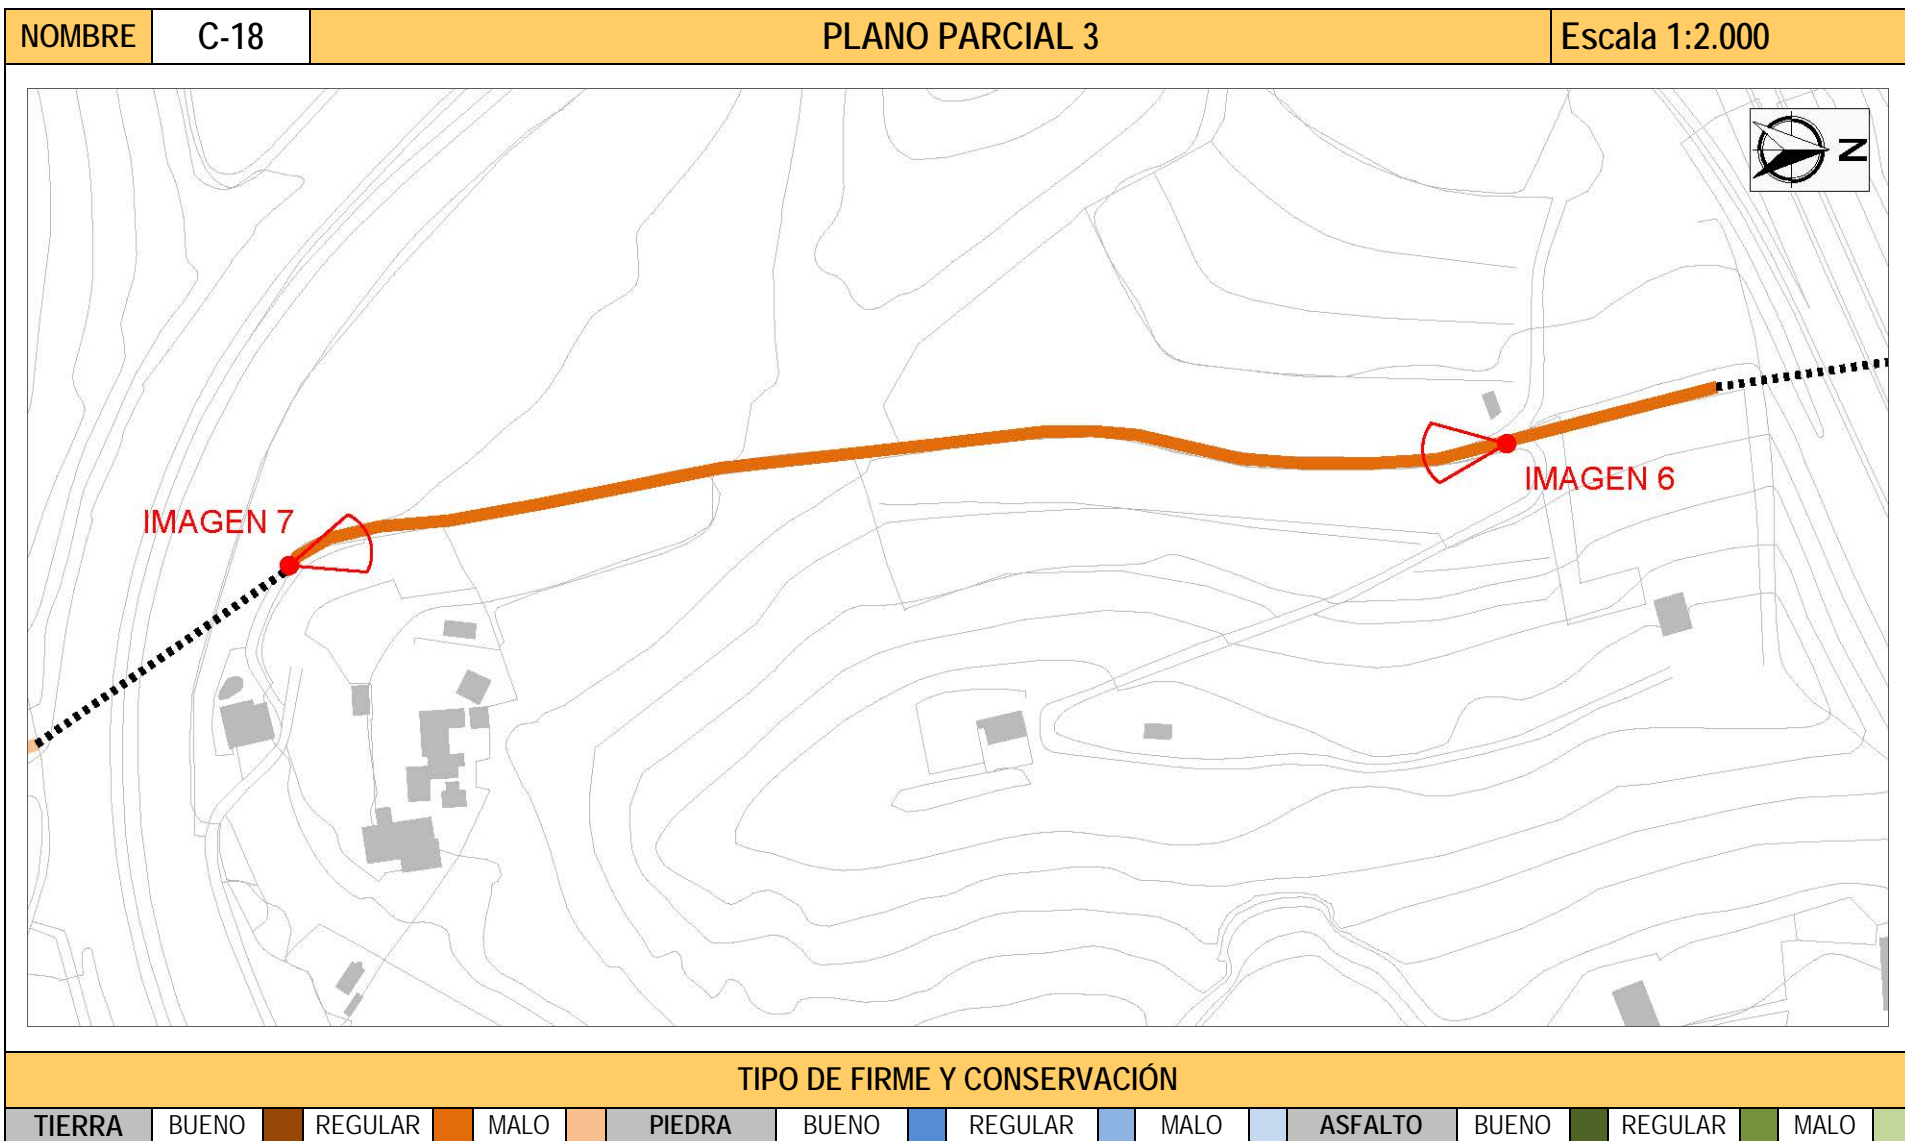 NOMBRE C-18 PLANO PARCIAL 3 Escala 1:2.000
N
IMAGEN 6
IMAGEN 7
TIPO DE FIRME Y CONSERVACIÓN
TIERRA BUENO REGULAR MALO PIEDRA BUENO REGULAR MALO ASFALTO BUENO REGULAR MALO